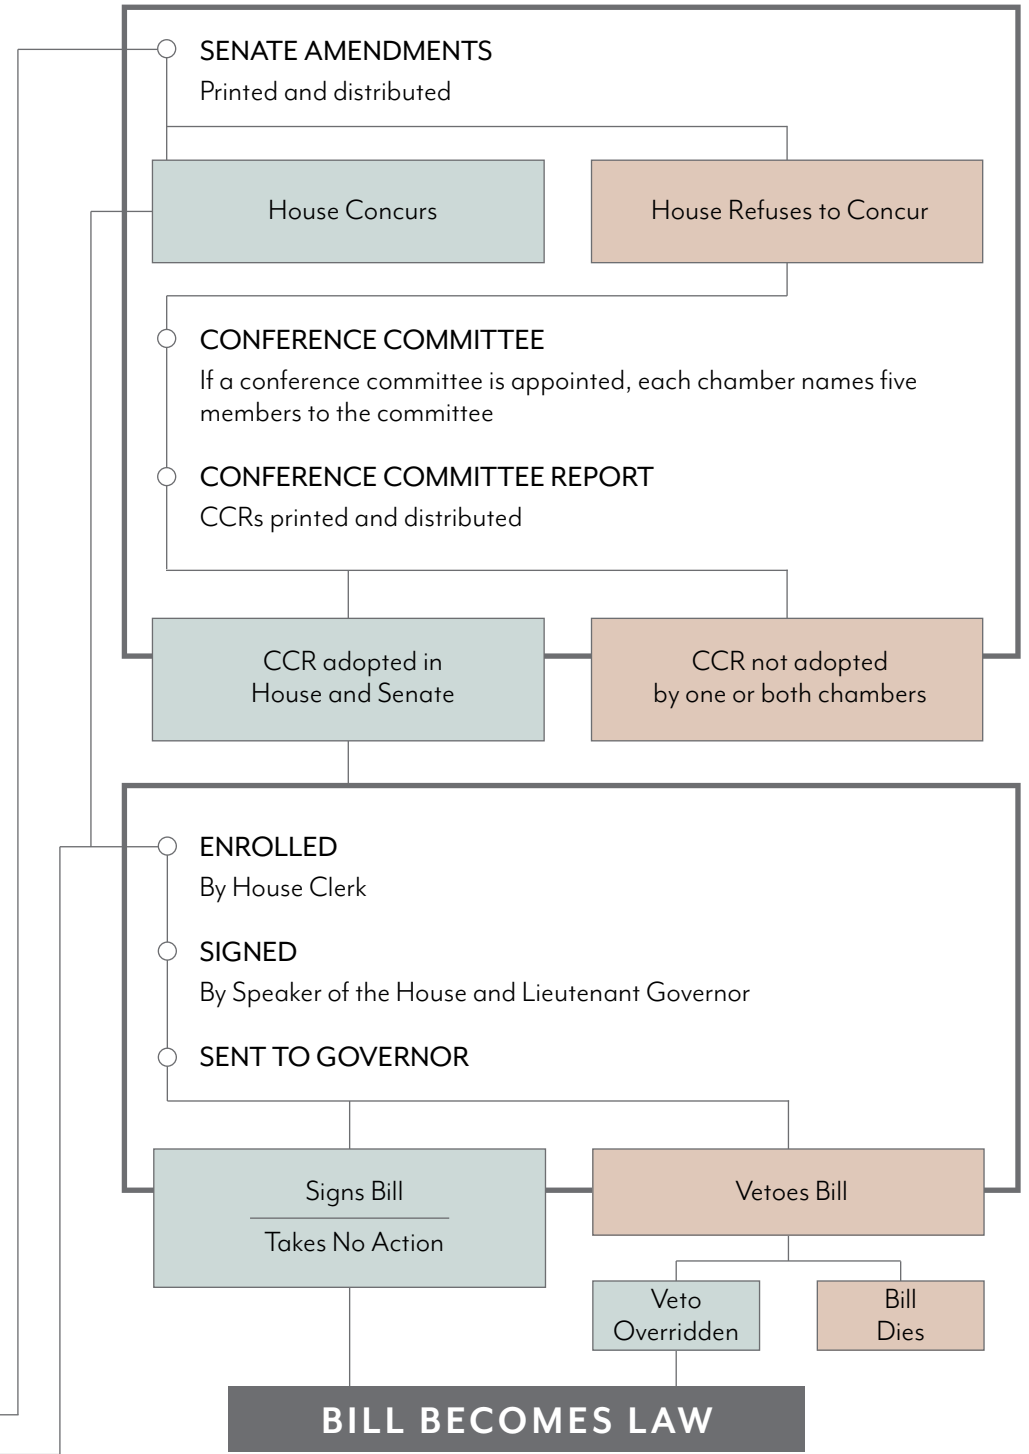 SENATE AMENDMENTS
Printed and distributed
House Concurs
House Refuses to Concur
CONFERENCE COMMITTEE
If a conference committee is appointed, each chamber names five
members to the committee
CONFERENCE COMMITTEE REPORT
CCRs printed and distributed
CCR adopted in
House and Senate
CCR not adopted
by one or both chambers
ENROLLED
By House Clerk
SIGNED
By Speaker of the House and Lieutenant Governor
SENT TO GOVERNOR
Signs Bill
Takes No Action
Vetoes Bill
Veto
Overridden
Bill
Dies
BILL BECOMES LAW